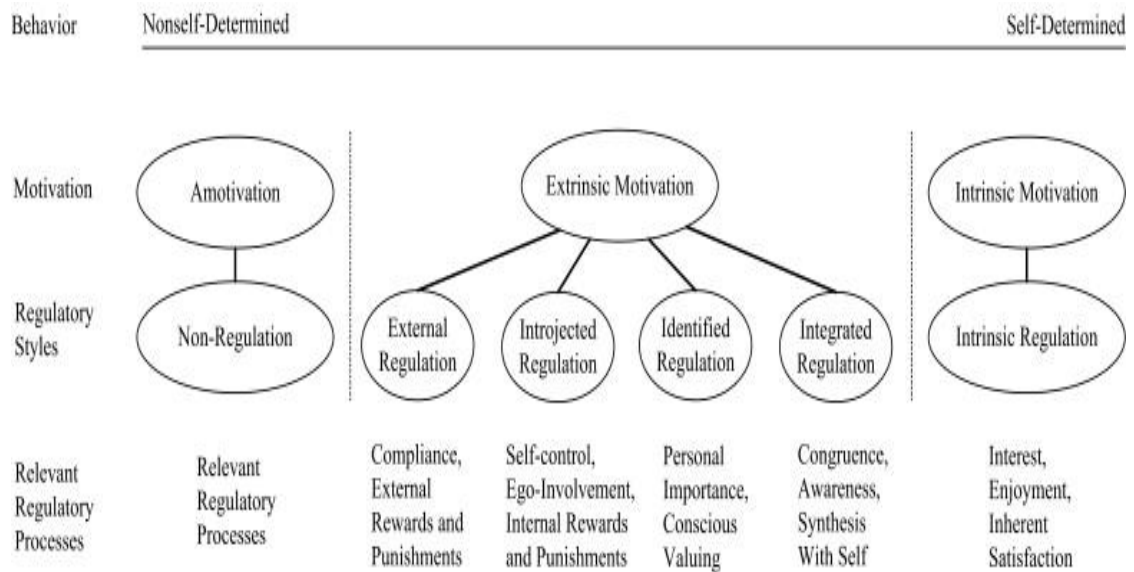 Behavior
Nonself-Determined
Self-Determined
Motivation
Amotivation
Extrinsic Motivation
Intrinsic Motivation
Regulatory
Styles
Non-Regulation
External
Regulation
Introjected
Regulation
Identified
Regulation
Integrated
Regulation
Intrinsic Regulation
Relevant
Regulatory
Processes
Relevant
Regulatory
Processes
Compliance,
External
Rewards and
Punishments
Self-control,
Ego-Involvement,
Internal Rewards
and Punishments
Personal
Importance,
Conscious
Valuing
Congruence,
Awareness,
Synthesis
With Self
Interest,
Enjoyment,
Inherent
Satisfaction